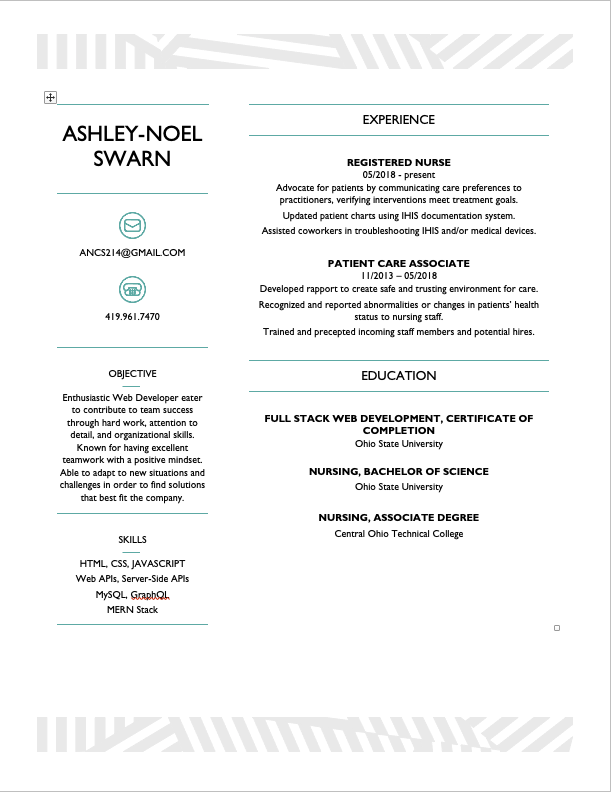 ASHLEY-NOEL
SWARN
ANCS214@GMAIL.COM
419.961.7470
OBJECTIVE
Enthusiastic Web Developer eater
to contribute to team success
through hard work, attention to
detail, and organizational skills.
Known for having excellent
teamwork with a positive mindset.
Able to adapt to new situations and
challenges in order to find solutions
that best fit the company.
SKILLS
HTML, CSS, JAVASCRIPT
Web APIs, Server-Side APIs
MySQL, GraphQL
MERN Stack
EXPERIENCE
REGISTERED NURSE
05/2018 - present
Advocate for patients by communicating care preferences to
practitioners, verifying interventions meet treatment goals.
Updated patient charts using IHIS documentation system.
Assisted coworkers in troubleshooting IHIS and/or medical devices.
PATIENT CARE ASSOCIATE
11/2013 – 05/2018
Developed rapport to create safe and trusting environment for care.
Recognized and reported abnormalities or changes in patients' health
status to nursing staff.
Trained and precepted incoming staff members and potential hires.
EDUCATION
FULL STACK WEB DEVELOPMENT, CERTIFICATE OF
COMPLETION
Ohio State University
NURSING, BACHELOR OF SCIENCE
Ohio State University
NURSING, ASSOCIATE DEGREE
Central Ohio Technical College